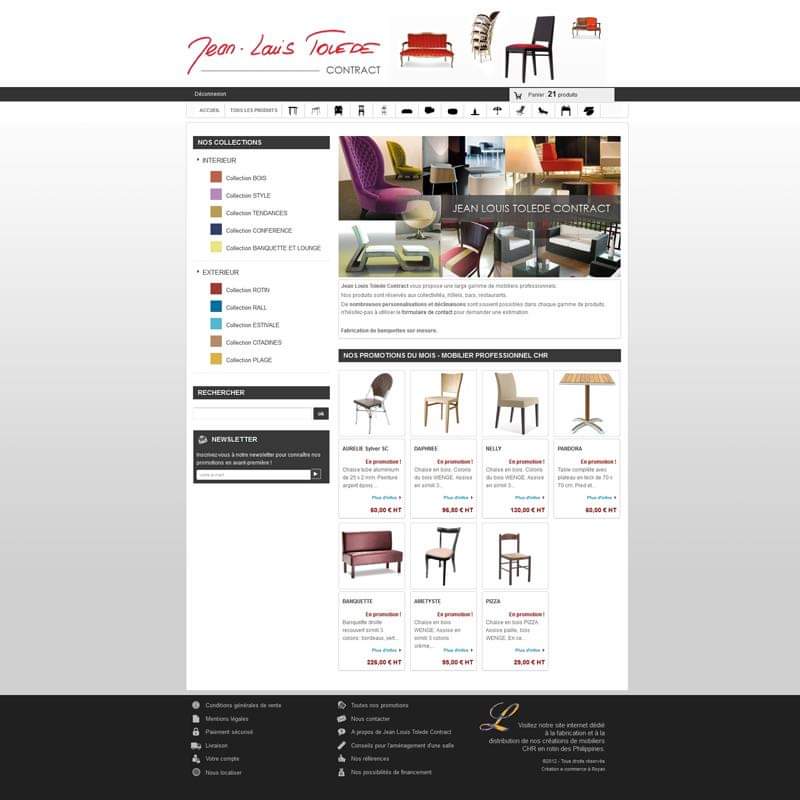 Jean-Louis TOLEDE
CONTRACT
Déconnexion
Panier : 21 produits
ACCUEIL
TOUS LES PRODUITS
NOS COLLECTIONS
INTERIEUR
Collection BOIS
Collection STYLE
Collection TENDANCES
Collection CONFERENCE
Collection BANQUETTE ET LOUNGE
EXTERIEUR
Collection ROTIN
Collection RALL
Collection ESTIVALE
Collection CITADINES
Collection PLAGE
RECHERCHER
ok
NEWSLETTER
Inscrivez-vous à notre newsletter pour connaître nos
promotions en avant-première !
JEAN LOUIS TOLEDE CONTRACT
Jean Louis Tolede Contract vous propose une large gamme de mobiliers professionnels.
Nos produits sont réservés aux collectivités, hôtels, bars, restaurants.
De nombreuses personnalisations et déclinaisons sont souvent possibles dans chaque gamme de produits,
n'hésitez-pas à utiliser le formulaire de contact pour demander une estimation.
Fabrication de banquettes sur mesure.
NOS PROMOTIONS DU MOIS - MOBILIER PROFESSIONNEL CHR
AURELIE Sylver SC
En promotion !
Chaise tube aluminium
de 25 x 2 mm. Peinture
argent époxy....
Plus d'infos
60,00 € HT
DAPHNEE
En promotion !
Chaise en bois. Coloris
du bois WENGE. Assise
en simili 3...
Plus d'infos
96,80 € HT
NELLY
En promotion !
Chaise en bois. Coloris
du bois WENGE. Assise
en simili 3...
Plus d'infos
130,00 € HT
PANDORA
En promotion !
Table complète avec
plateau en teck de 70 x
70 cm. Pied et...
Plus d'infos
60,00 € HT
BANQUETTE
En promotion !
Banquette droite
recouvert simili 3
coloris: bordeaux, vert...
Plus d'infos
226,00 € HT
AMETYSTE
En promotion !
Chaise en bois
WENGE. Assise en
simili 3 coloris
crème,...
Plus d'infos
95,00 € HT
PIZZA
En promotion !
Chaise en bois PIZZA
Assise paille, bois
WENGE. En ca...
Plus d'infos
29,00 € HT
Conditions générales de vente
Mentions légales
Paiement sécurisé
Livraison
Votre compte
Nous localiser
Toutes nos promotions
Nous contacter
A propos de Jean Louis Tolede Contract
Conseils pour l'aménagement d'une salle
Nos références
Nos possibilités de financement
Visitez notre site internet dédié
à la fabrication et à la
distribution de nos créations de mobiliers
CHR en rotin des Philippines.
©2012 - Tous droits réservés
Création e-commerce à Royan